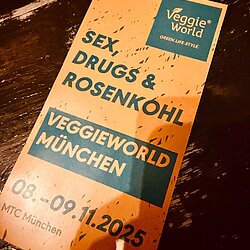 Veggie
World
GREEN.LIFE.STYLE.
SEX,
DRUGS &
ROSENKOHL
VEGGIEWORLD
MÜNCHEN
08.-09.11.2025
MTC München